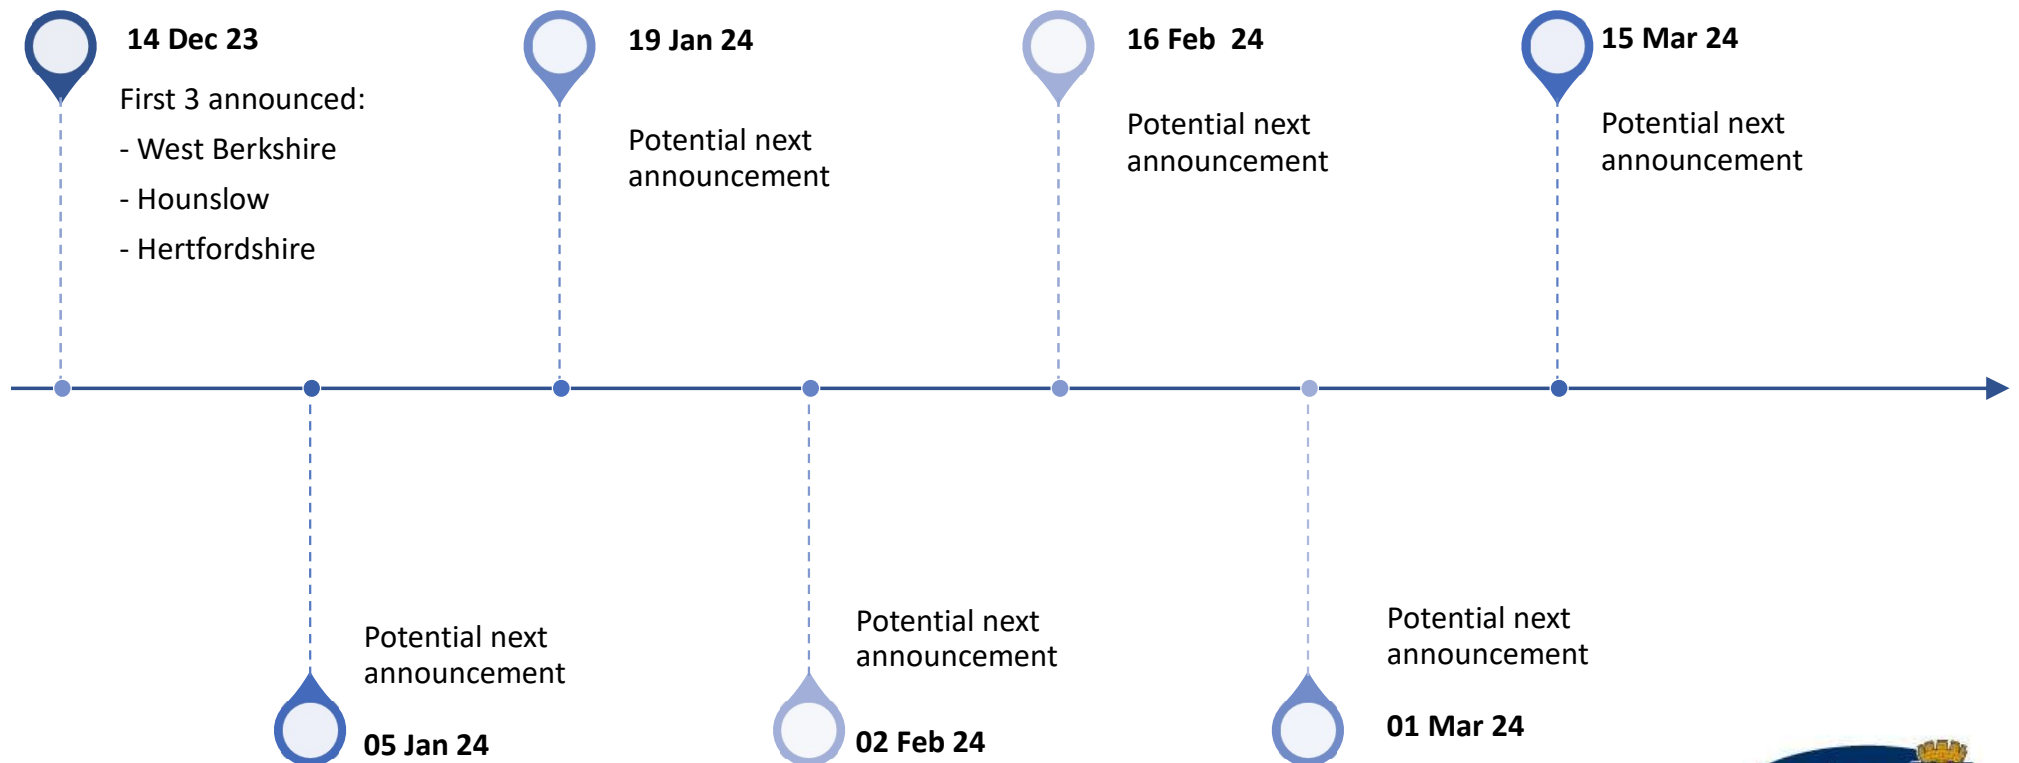 14 Dec 23
First 3 announced:
- West Berkshire
- Hounslow
- Hertfordshire
19 Jan 24
Potential next
announcement
16 Feb  24
Potential next
announcement
15 Mar 24
Potential next
announcement
Potential next
announcement
05 Jan 24
Potential next
announcement
02 Feb 24
Potential next
announcement
01 Mar 24